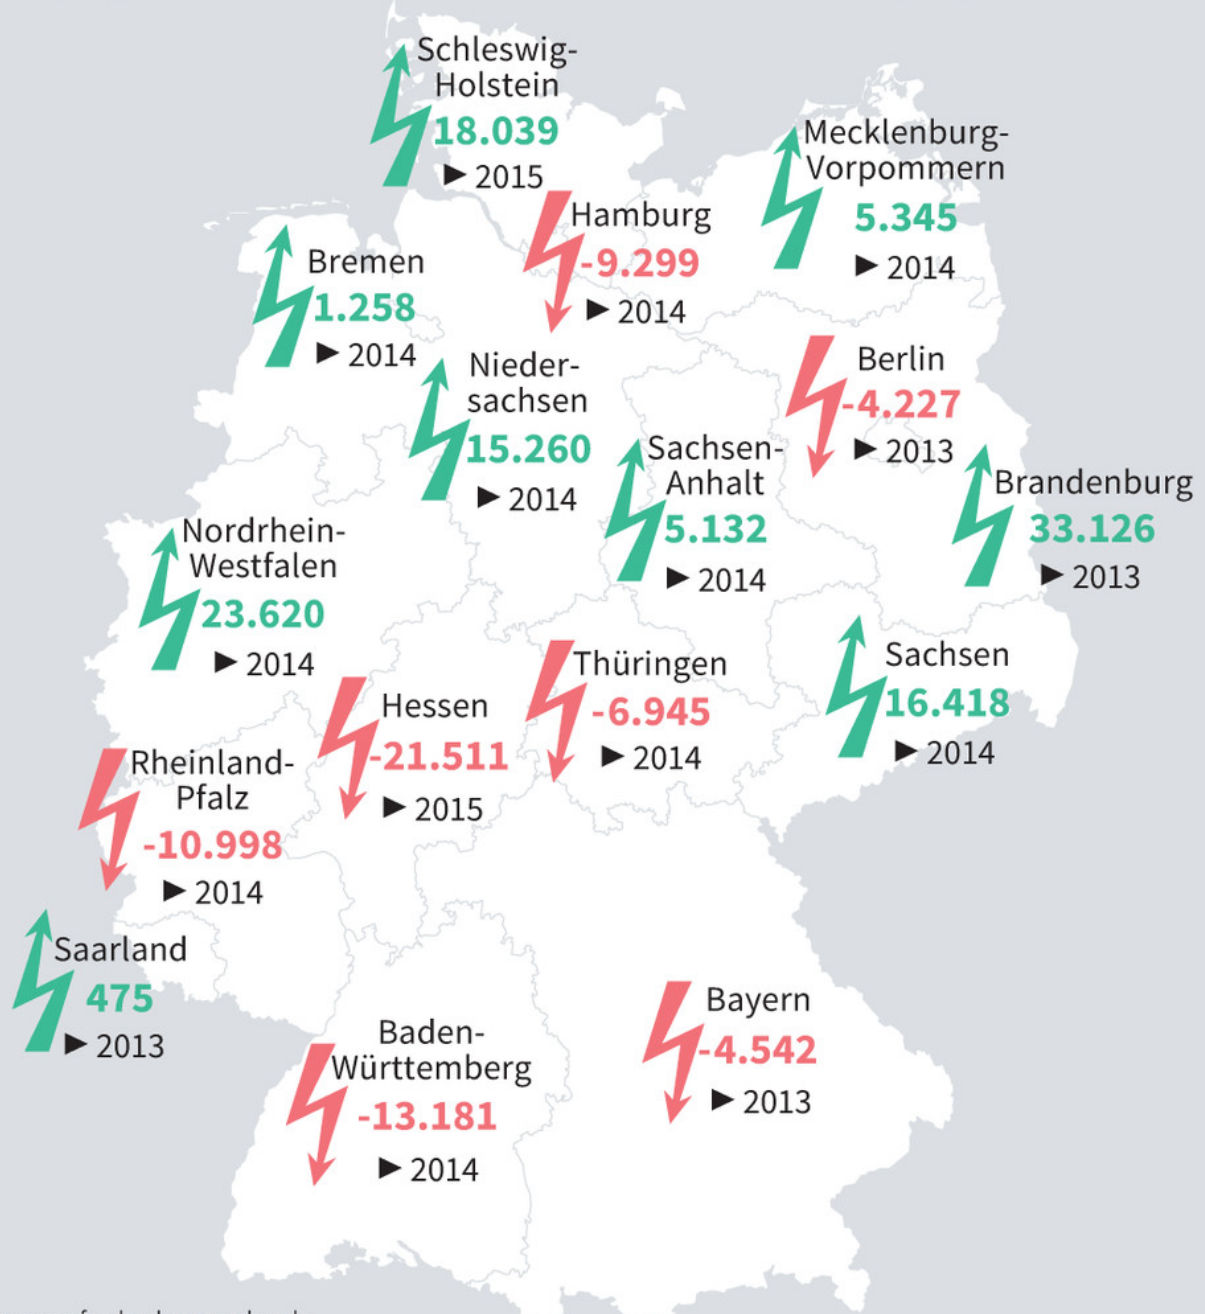 Schleswig-
Holstein
18.039
► 2015
Mecklenburg-
Vorpommern
5.345
► 2014
Hamburg
-9.299
► 2014
Bremen
1.258
► 2014
Nieder-
sachsen
15.260
► 2014
Berlin
-4.227
► 2013
Sachsen-
Anhalt
5.132
► 2014
Brandenburg
33.126
► 2013
Nordrhein-
Westfalen
23.620
► 2014
Thüringen
-6.945
► 2014
Sachsen
16.418
► 2014
Hessen
-21.511
► 2015
Rheinland-
Pfalz
-10.998
► 2014
Saarland
475
► 2013
Bayern
-4.542
► 2013
Baden-
Württemberg
-13.181
► 2014